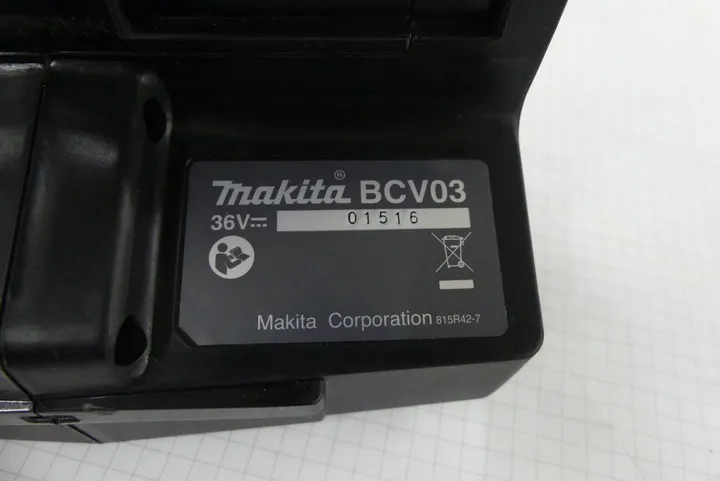 makita® BCV03
36V⎓ 01516
Makita Corporation 815R42-7